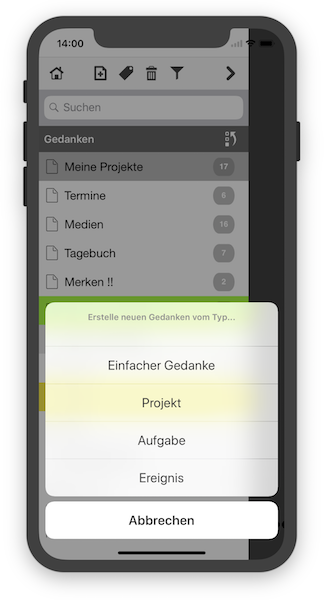 14:00
Suchen
Gedanken
Meine Projekte 17
Termine 6
Medien 16
Tagebuch 7
Merken !! 2
Erstelle neuen Gedanken vom Typ...
Einfacher Gedanke
Projekt
Aufgabe
Ereignis
Abbrechen